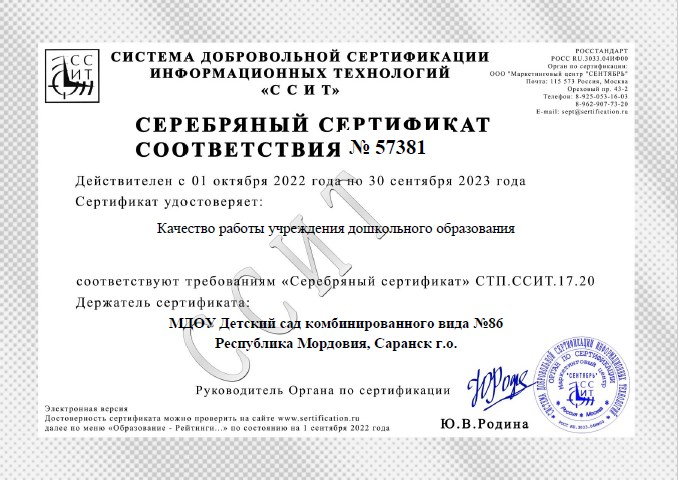 ССИТ
СИСТЕМА ДОБРОВОЛЬНОЙ СЕРТИФИКАЦИИ
ИНФОРМАЦИОННЫХ ТЕХНОЛОГИЙ
«С С И Т»
РОССТАНДАРТ
РОСС RU.З033.04ИФ00
Орган по сертификации:
ООО "Маркетинговый центр "СЕНТЯБРЬ"
Почта: 115 573 Россия, Москва
Ореховый пр. 43-2
Телефон: 8-925-053-16-03
8-962-907-73-20
E-mail: sept@sertification.ru
СЕРЕБРЯНЫЙ СЕРТИФИКАТ
СООТВЕТСТВИЯ № 57381
Действителен с 01 октября 2022 года по 30 сентября 2023 года
Сертификат удостоверяет:
Качество работы учреждения дошкольного образования
ССИТ
соответствуют требованиям «Серебряный сертификат» СТП.ССИТ.17.20
Держатель сертификата:
МДОУ Детский сад комбинированного вида №86
Республика Мордовия, Саранск г.о.
Руководитель Органа по сертификации
Ю.В.Родина
СИСТЕМА ДОБРОВОЛЬНОЙ СЕРТИФИКАЦИИ ИНФОРМАЦИОННЫХ ТЕХНОЛОГИЙ
ОРГАН ПО СЕРТИФИКАЦИИ
Маркетинговый центр
"СЕНТЯБРЬ"
ССИТ
Россия Москва
Электронная версия
Достоверность сертификата можно проверять на сайте www.sertification.ru
далее по меню «Образование - Рейтинги...» по состоянию на 1 сентября 2022 года